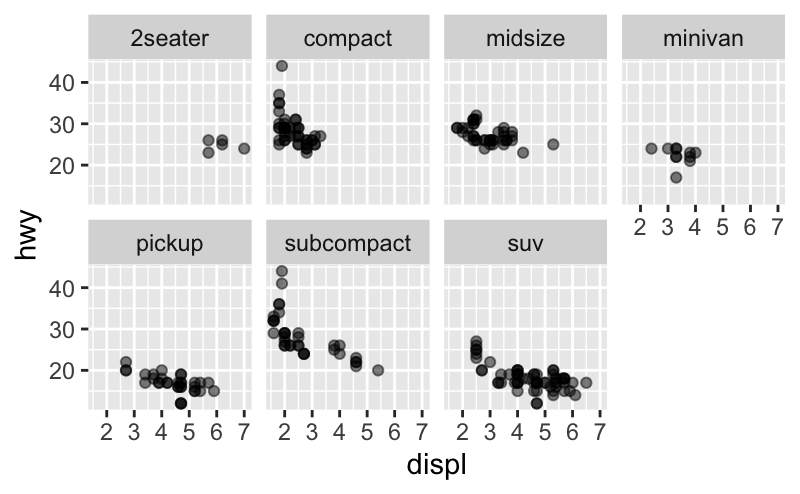 2seater compact midsize minivan
40
30
20
2 3 4 5 6 7
hwy
pickup subcompact suv
40
30
20
2 3 4 5 6 7 2 3 4 5 6 7 2 3 4 5 6 7
displ